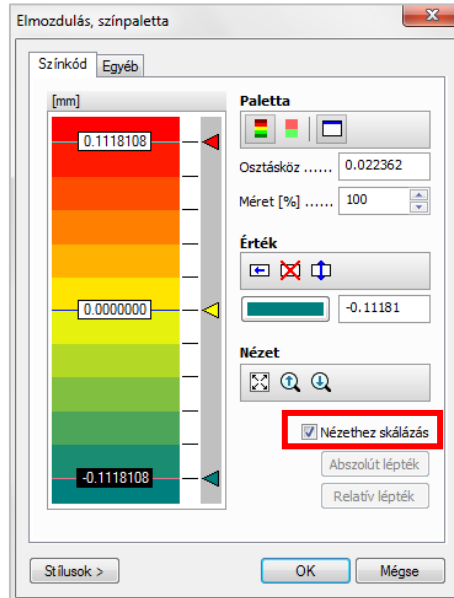 Elmozdulás, színpaletta
Színkód Egyéb
[mm]
0.1118108
0.0000000
-0.1118108
Paletta
Osztásköz ...... 0.022362
Méret [%] ...... 100
Érték
-0.11181
Nézet
Nézethez skálázás
Abszolút lépték
Relatív lépték
Stílusok > OK Mégse